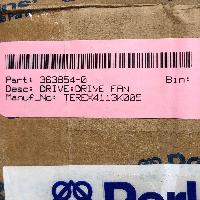 Part: 363854-0 Bin:
Desc: DRIVE:DRIVE FAN
Manuf_No: TEREX4113K005